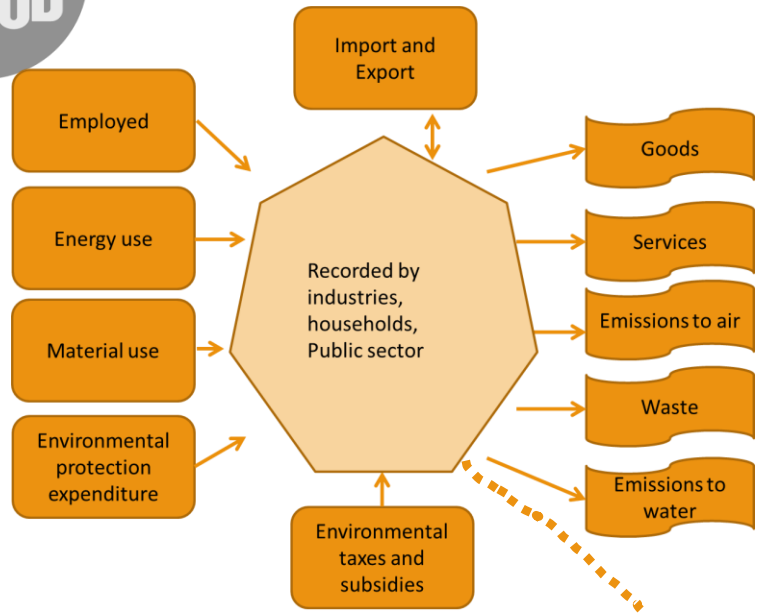 Import and
Export
Employed
Energy use
Material use
Environmental
protection
expenditure
Recorded by
industries,
households,
Public sector
Environmental
taxes and
subsidies
Goods
Services
Emissions to air
Waste
Emissions to
water